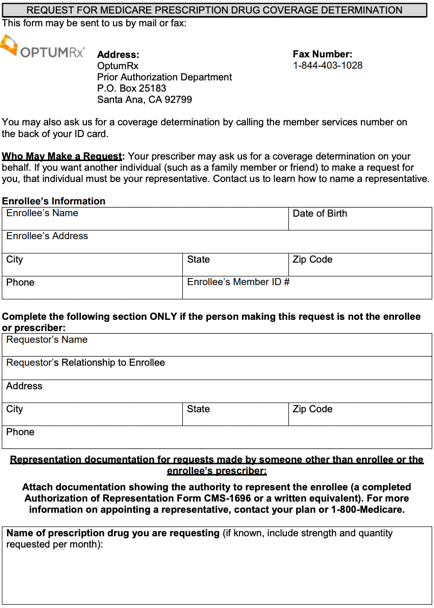 REQUEST FOR MEDICARE PRESCRIPTION DRUG COVERAGE DETERMINATION
This form may be sent to us by mail or fax:
OPTUMRx®
Address:
OptumRx
Prior Authorization Department
P.O. Box 25183
Santa Ana, CA 92799
Fax Number:
1-844-403-1028
You may also ask us for a coverage determination by calling the member services number on
the back of your ID card.
Who May Make a Request: Your prescriber may ask us for a coverage determination on your
behalf. If you want another individual (such as a family member or friend) to make a request for
you, that individual must be your representative. Contact us to learn how to name a representative.
Enrollee's Information
Enrollee's Name
Date of Birth
Enrollee's Address
City
State
Zip Code
Phone
Enrollee's Member ID #
Complete the following section ONLY if the person making this request is not the enrollee
or prescriber:
Requestor's Name
Requestor's Relationship to Enrollee
Address
City
State
Zip Code
Phone
Representation documentation for requests made by someone other than enrollee or the
enrollee's prescriber:
Attach documentation showing the authority to represent the enrollee (a completed
Authorization of Representation Form CMS-1696 or a written equivalent). For more
information on appointing a representative, contact your plan or 1-800-Medicare.
Name of prescription drug you are requesting (if known, include strength and quantity
requested per month):